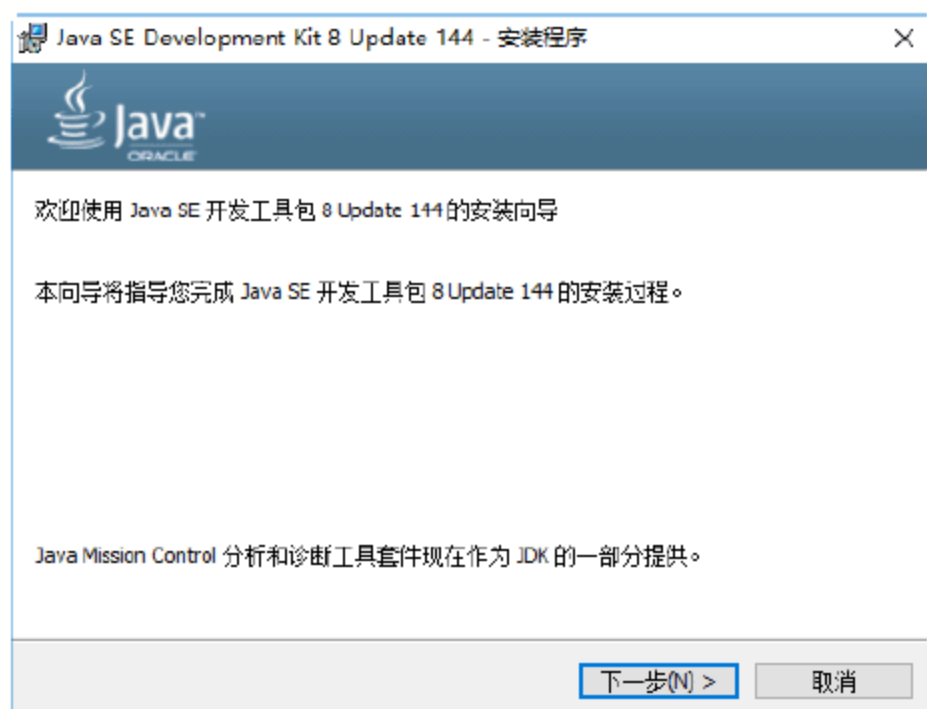 Java SE Development Kit 8 Update 144 - 安装程序
Java™
ORACLE
欢迎使用 Java SE 开发工具包 8 Update 144 的安装向导
本向导将指导您完成 Java SE 开发工具包 8 Update 144 的安装过程。
Java Mission Control 分析和诊断工具套件现在作为 JDK 的一部分提供。
下一步(N) > 取消